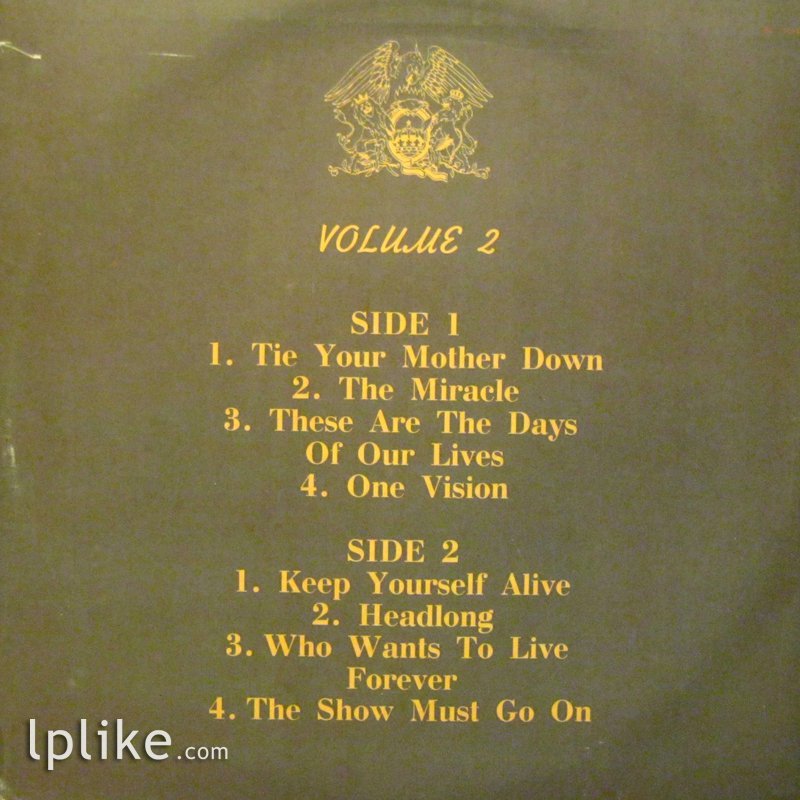 VOLUME 2
SIDE 1
1. Tie Your Mother Down
2. The Miracle
3. These Are The Days
Of Our Lives
4. One Vision
SIDE 2
1. Keep Yourself Alive
2. Headlong
3. Who Wants To Live
Forever
4. The Show Must Go On
lplike.com